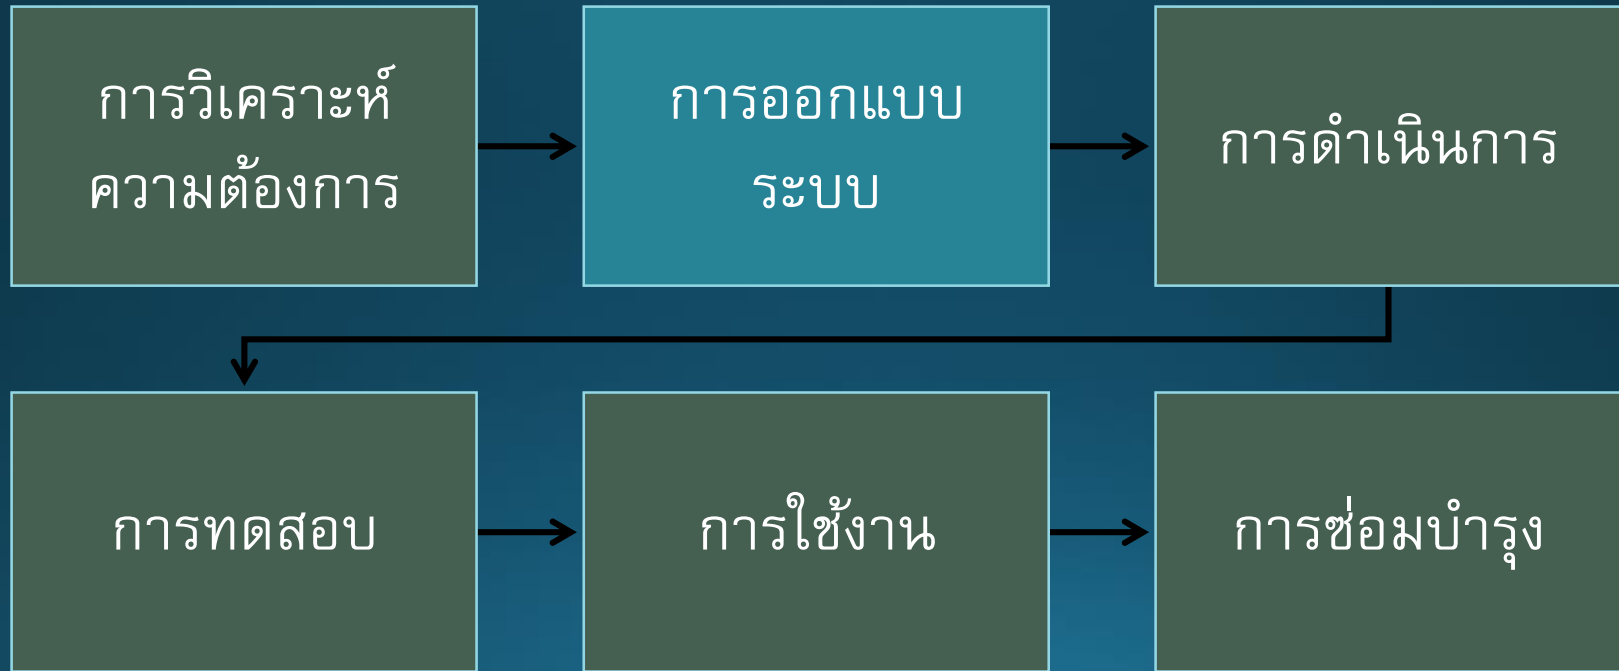 การวิเคราะห์
ความต้องการ
การออกแบบ
ระบบ
การดำเนินการ
การทดสอบ
การใช้งาน
การซ่อมบำรุง